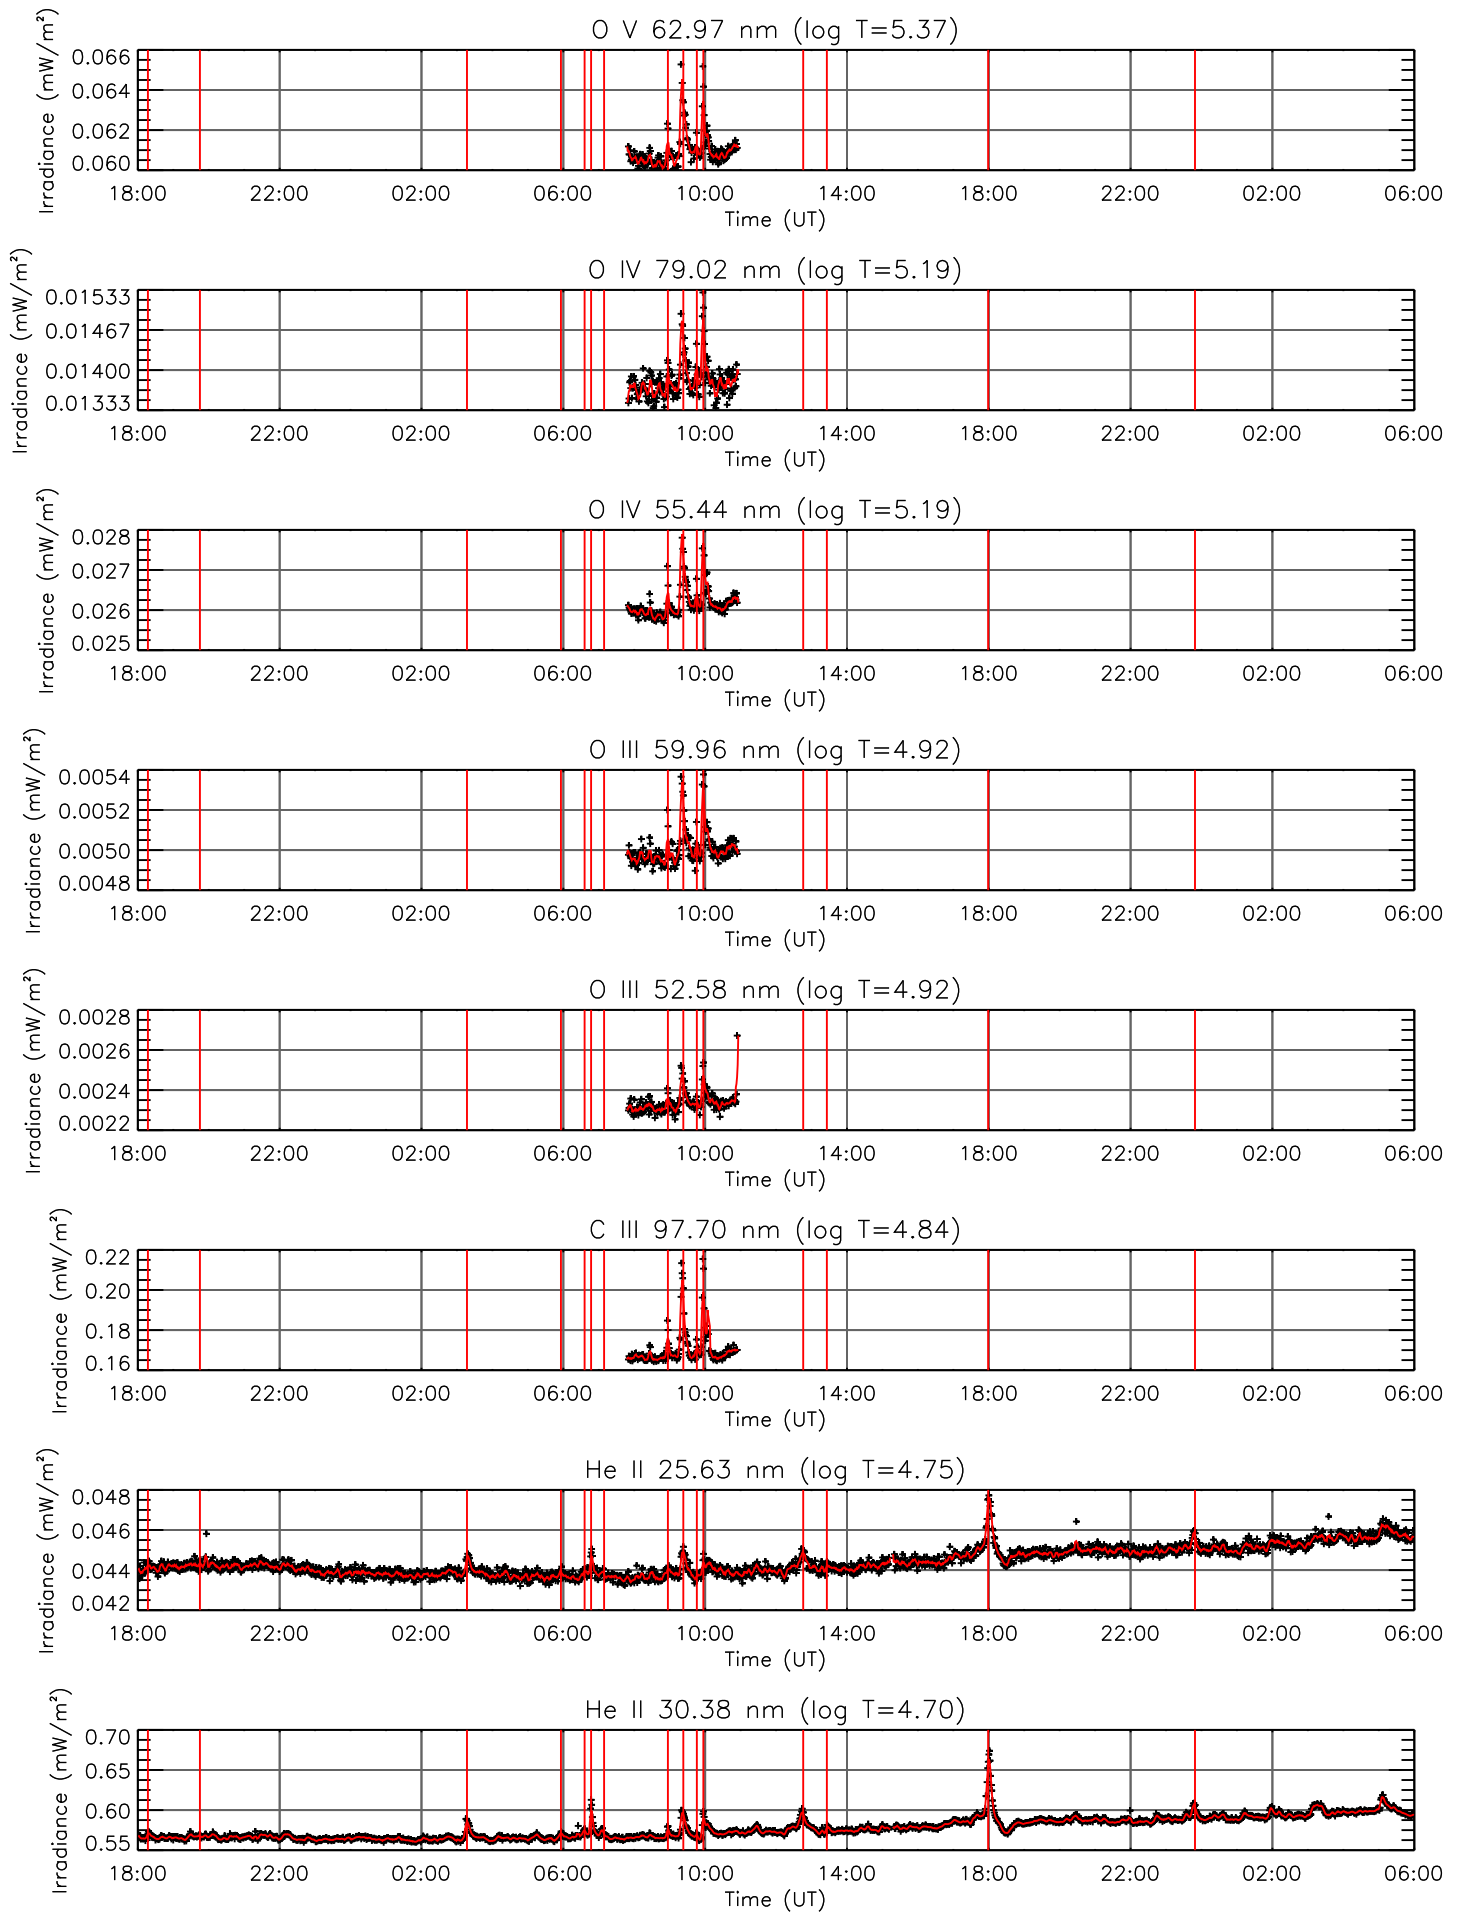 O V 62.97 nm (log T=5.37)
Irradiance (mW/m²)
0.066
0.064
0.062
0.060
18:00 22:00 02:00 06:00 10:00 14:00 18:00 22:00 02:00 06:00
Time (UT)
O IV 79.02 nm (log T=5.19)
Irradiance (mW/m²)
0.01533
0.01467
0.01400
0.01333
18:00 22:00 02:00 06:00 10:00 14:00 18:00 22:00 02:00 06:00
Time (UT)
O IV 55.44 nm (log T=5.19)
Irradiance (mW/m²)
0.028
0.027
0.026
0.025
18:00 22:00 02:00 06:00 10:00 14:00 18:00 22:00 02:00 06:00
Time (UT)
O III 59.96 nm (log T=4.92)
Irradiance (mW/m²)
0.0054
0.0052
0.0050
0.0048
18:00 22:00 02:00 06:00 10:00 14:00 18:00 22:00 02:00 06:00
Time (UT)
O III 52.58 nm (log T=4.92)
Irradiance (mW/m²)
0.0028
0.0026
0.0024
0.0022
18:00 22:00 02:00 06:00 10:00 14:00 18:00 22:00 02:00 06:00
Time (UT)
C III 97.70 nm (log T=4.84)
Irradiance (mW/m²)
0.22
0.20
0.18
0.16
18:00 22:00 02:00 06:00 10:00 14:00 18:00 22:00 02:00 06:00
Time (UT)
He II 25.63 nm (log T=4.75)
Irradiance (mW/m²)
0.048
0.046
0.044
0.042
18:00 22:00 02:00 06:00 10:00 14:00 18:00 22:00 02:00 06:00
Time (UT)
He II 30.38 nm (log T=4.70)
Irradiance (mW/m²)
0.70
0.65
0.60
0.55
18:00 22:00 02:00 06:00 10:00 14:00 18:00 22:00 02:00 06:00
Time (UT)